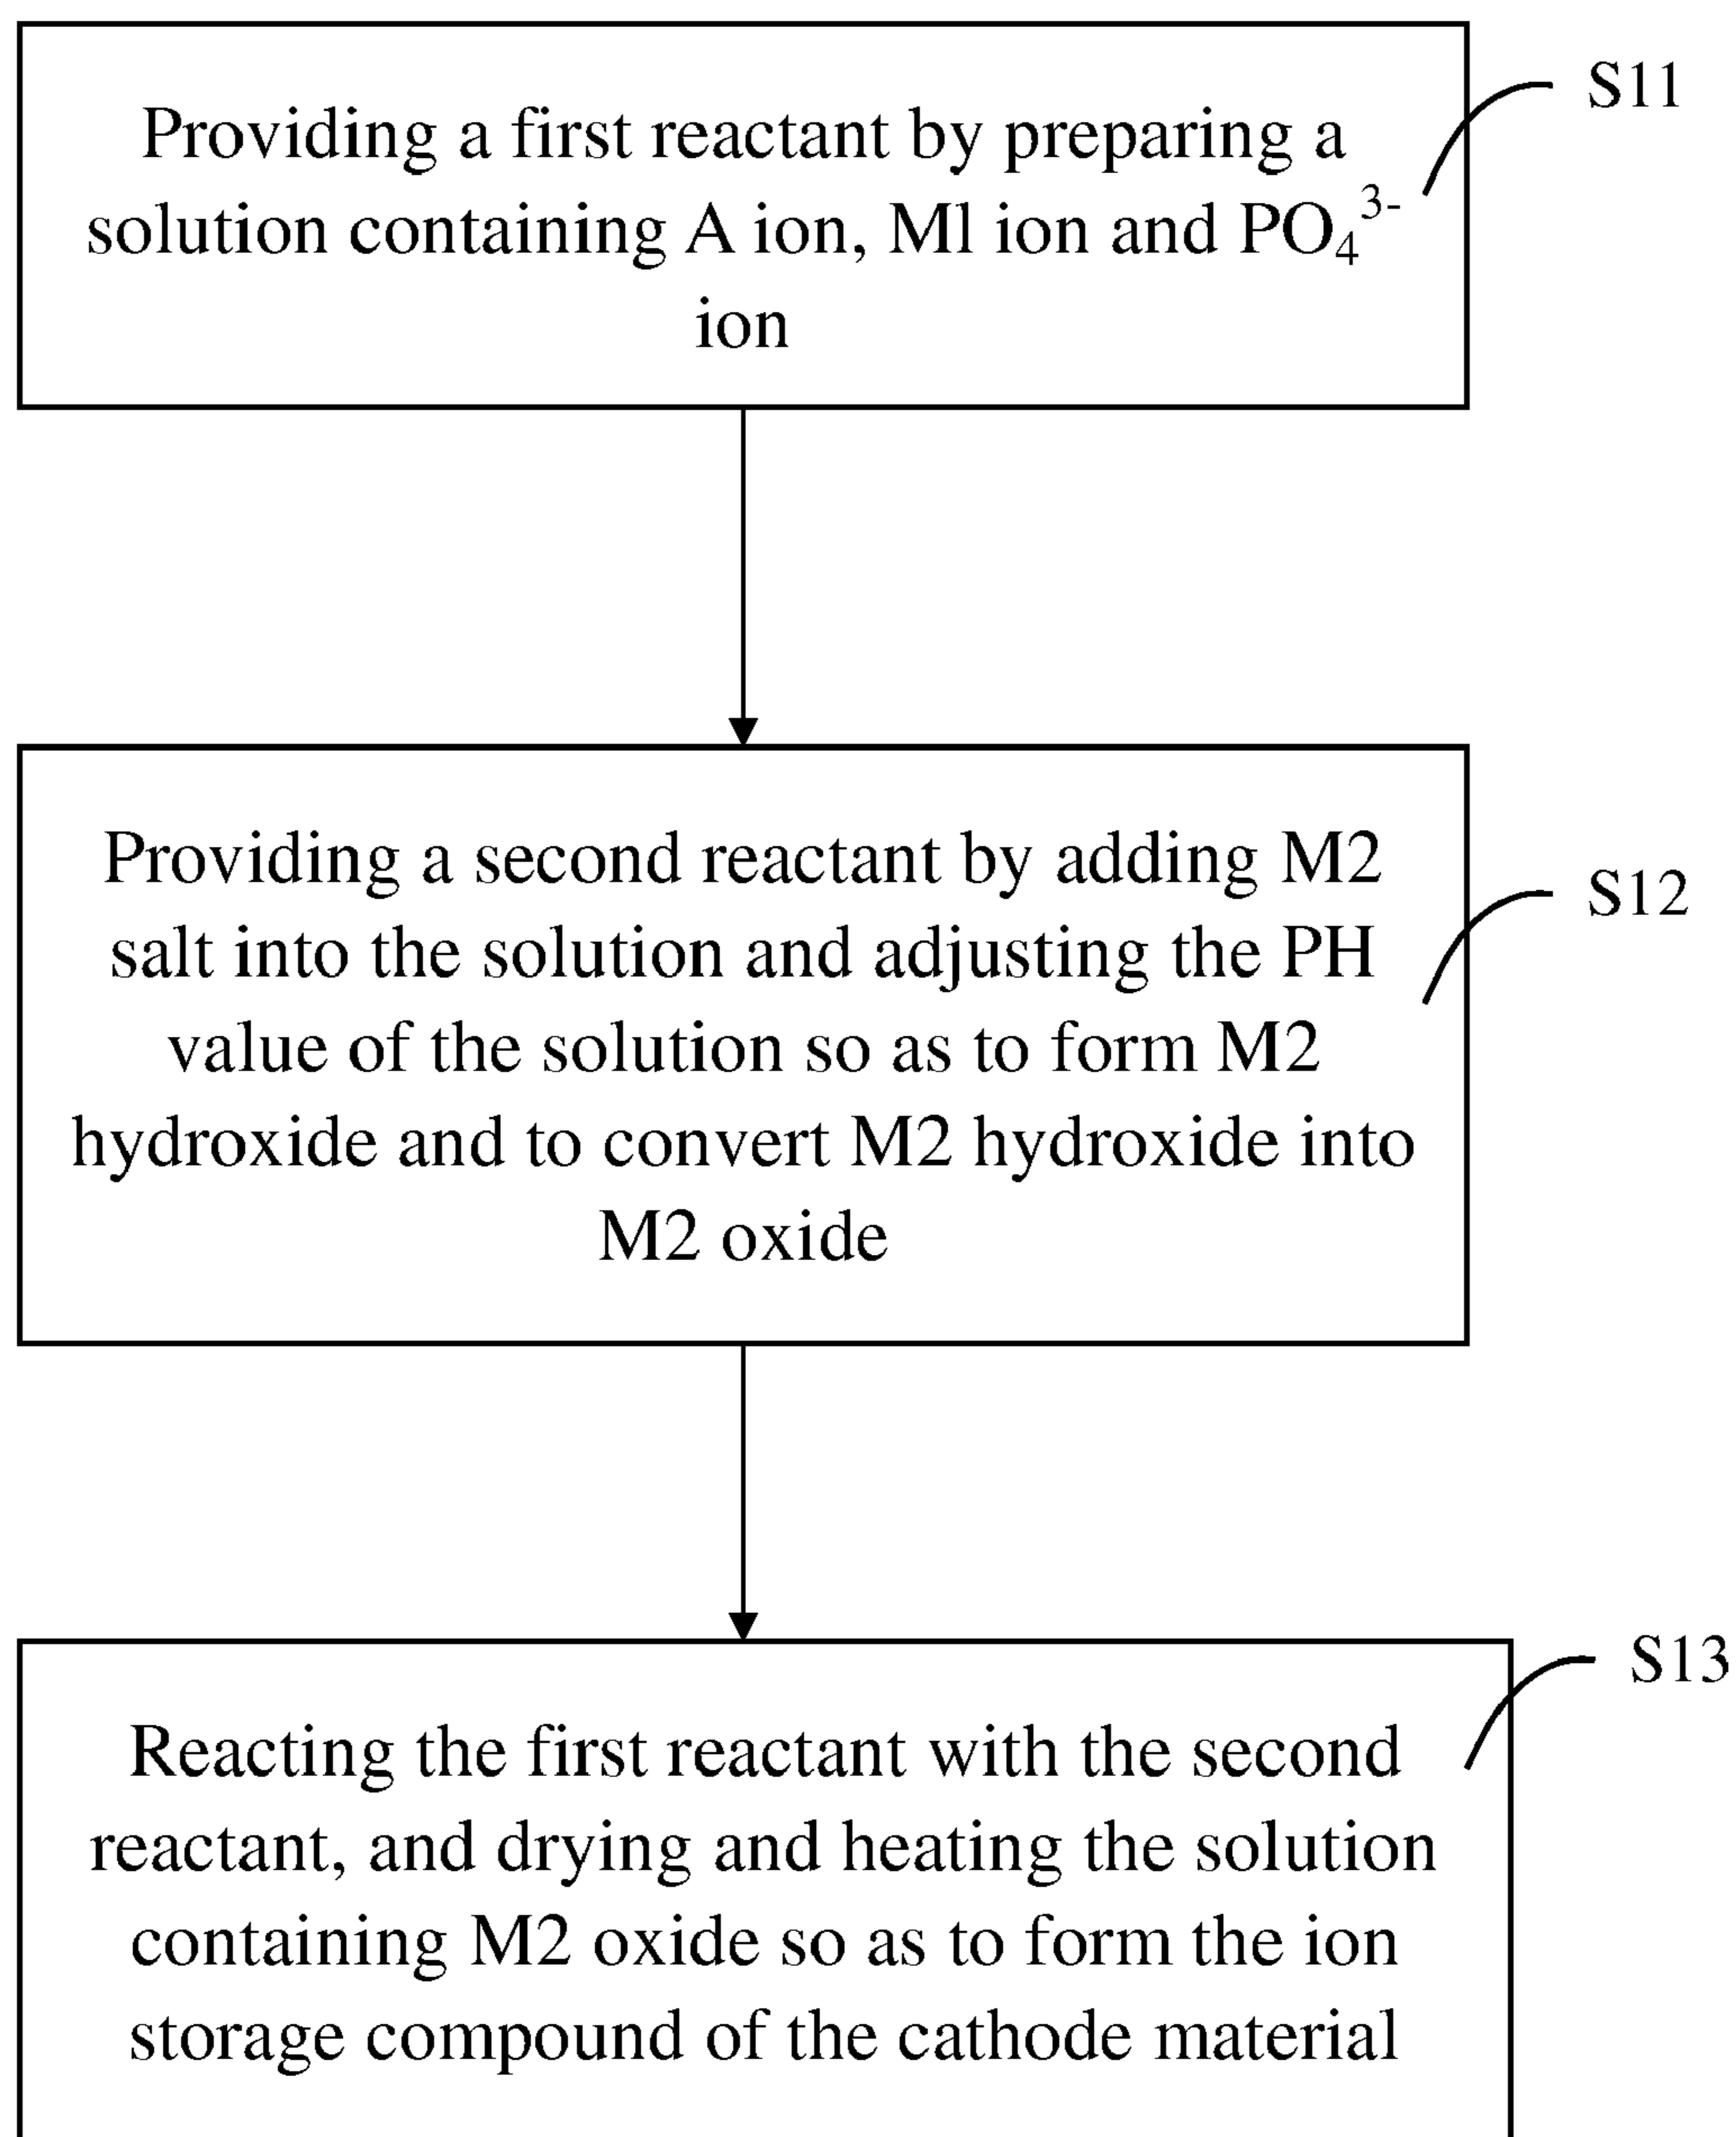 Providing a first reactant by preparing a
S11
solution containing A ion, M1 ion and PO₄³⁻
ion
Providing a second reactant by adding M2
S12
salt into the solution and adjusting the PH
value of the solution so as to form M2
hydroxide and to convert M2 hydroxide into
M2 oxide
S13
Reacting the first reactant with the second
reactant, and drying and heating the solution
containing M2 oxide so as to form the ion
storage compound of the cathode material